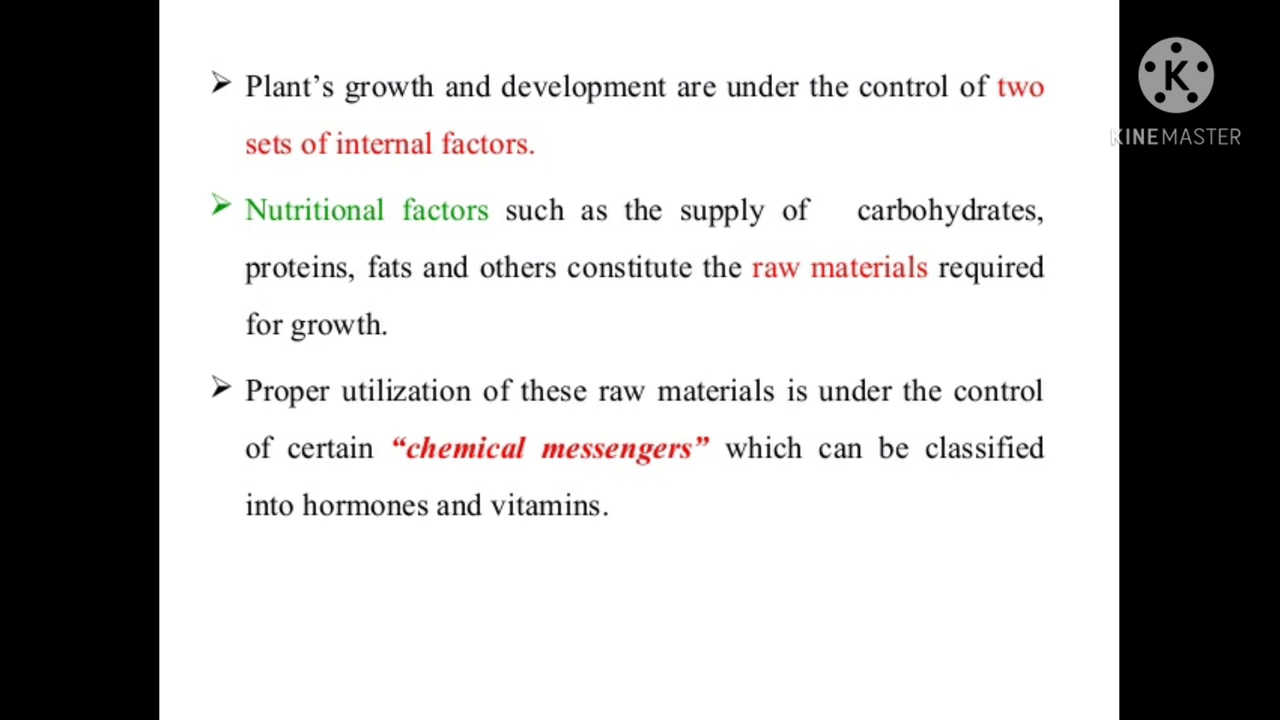 Plant’s growth and development are under the control of two
sets of internal factors.
Nutritional factors such as the supply of carbohydrates,
proteins, fats and others constitute the raw materials required
for growth.
Proper utilization of these raw materials is under the control
of certain “chemical messengers” which can be classified
into hormones and vitamins.
K
KINEMASTER